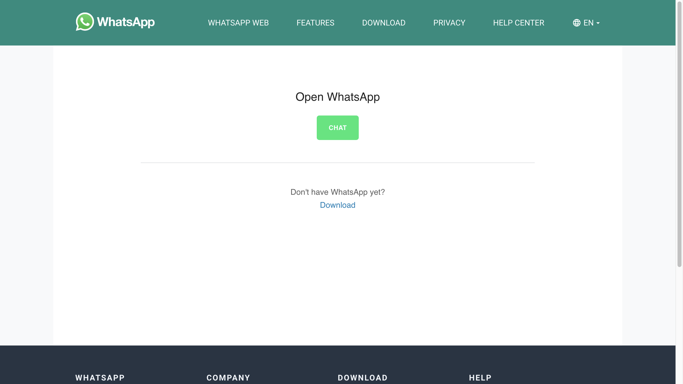 WhatsApp
WHATSAPP WEB
FEATURES
DOWNLOAD
PRIVACY
HELP CENTER
EN
Open WhatsApp
CHAT
Don't have WhatsApp yet?
Download
WHATSAPP
COMPANY
DOWNLOAD
HELP